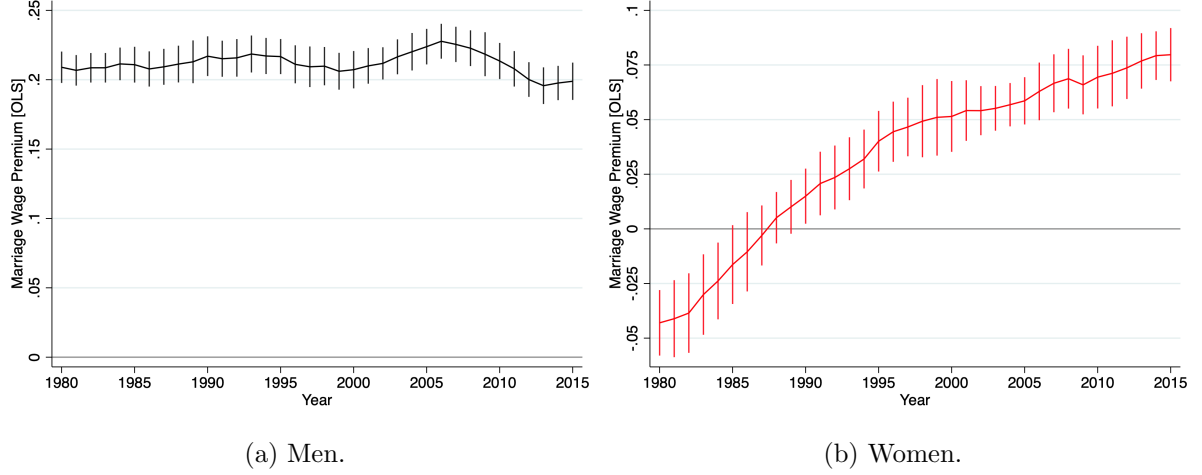 Marriage Wage Premium [OLS]
.25
.2
.15
.1
.05
0
1980 1985 1990 1995 2000 2005 2010 2015
Year
(a) Men.
Marriage Wage Premium [OLS]
.1
.075
.05
.025
0
-.025
-.05
1980 1985 1990 1995 2000 2005 2010 2015
Year
(b) Women.